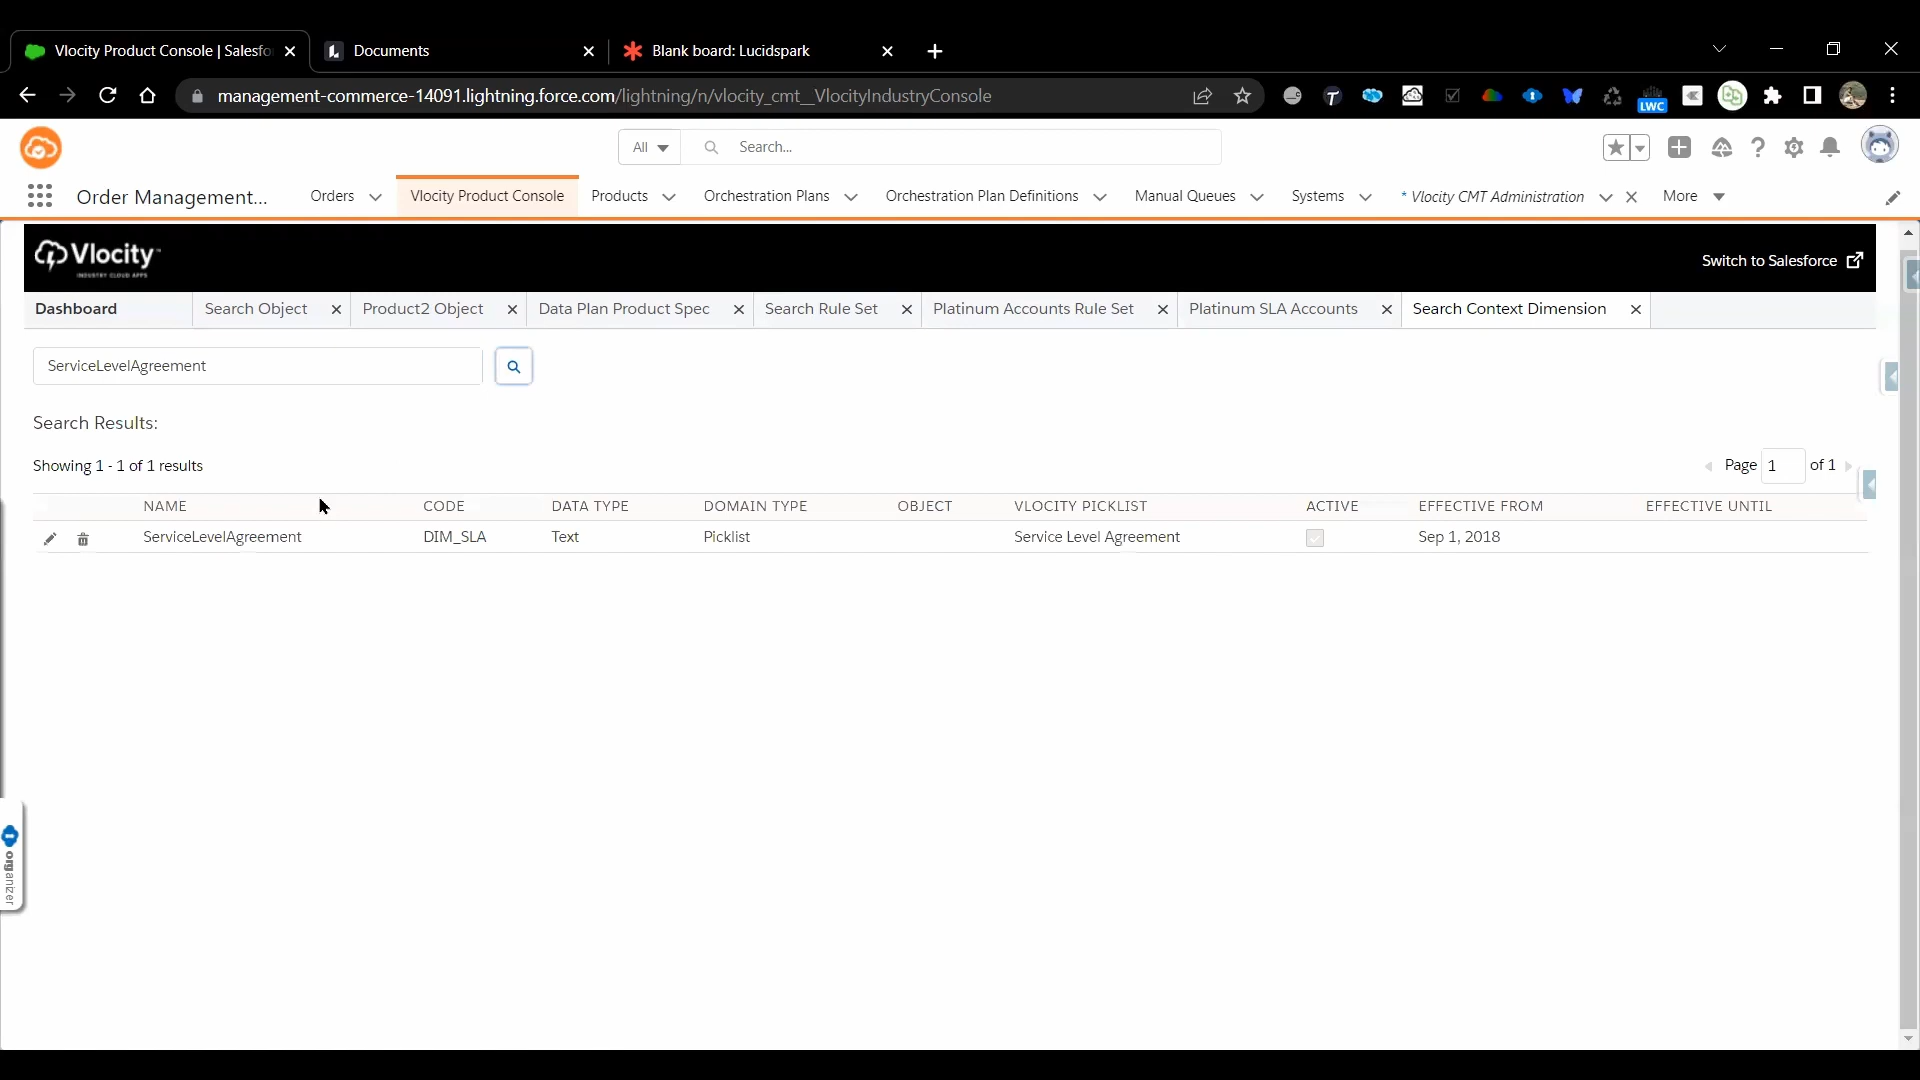 Vlocity Product Console | Salesfo
Documents
Blank board: Lucidspark
management-commerce-14091.lightning.force.com/lightning/n/vlocity_cmt__VlocityIndustryConsole
LWC
All
Search...
Order Management...
Orders
Vlocity Product Console
Products
Orchestration Plans
Orchestration Plan Definitions
Manual Queues
Systems
* Vlocity CMT Administration
More
Vlocity
INDUSTRY CLOUD APPS
Switch to Salesforce
Dashboard
Search Object
Product2 Object
Data Plan Product Spec
Search Rule Set
Platinum Accounts Rule Set
Platinum SLA Accounts
Search Context Dimension
ServiceLevelAgreement
Search Results:
Showing 1 - 1 of 1 results
Page 1 of 1
NAME CODE DATA TYPE DOMAIN TYPE OBJECT VLOCITY PICKLIST ACTIVE EFFECTIVE FROM EFFECTIVE UNTIL
ServiceLevelAgreement DIM_SLA Text Picklist Service Level Agreement Sep 1, 2018
organizer